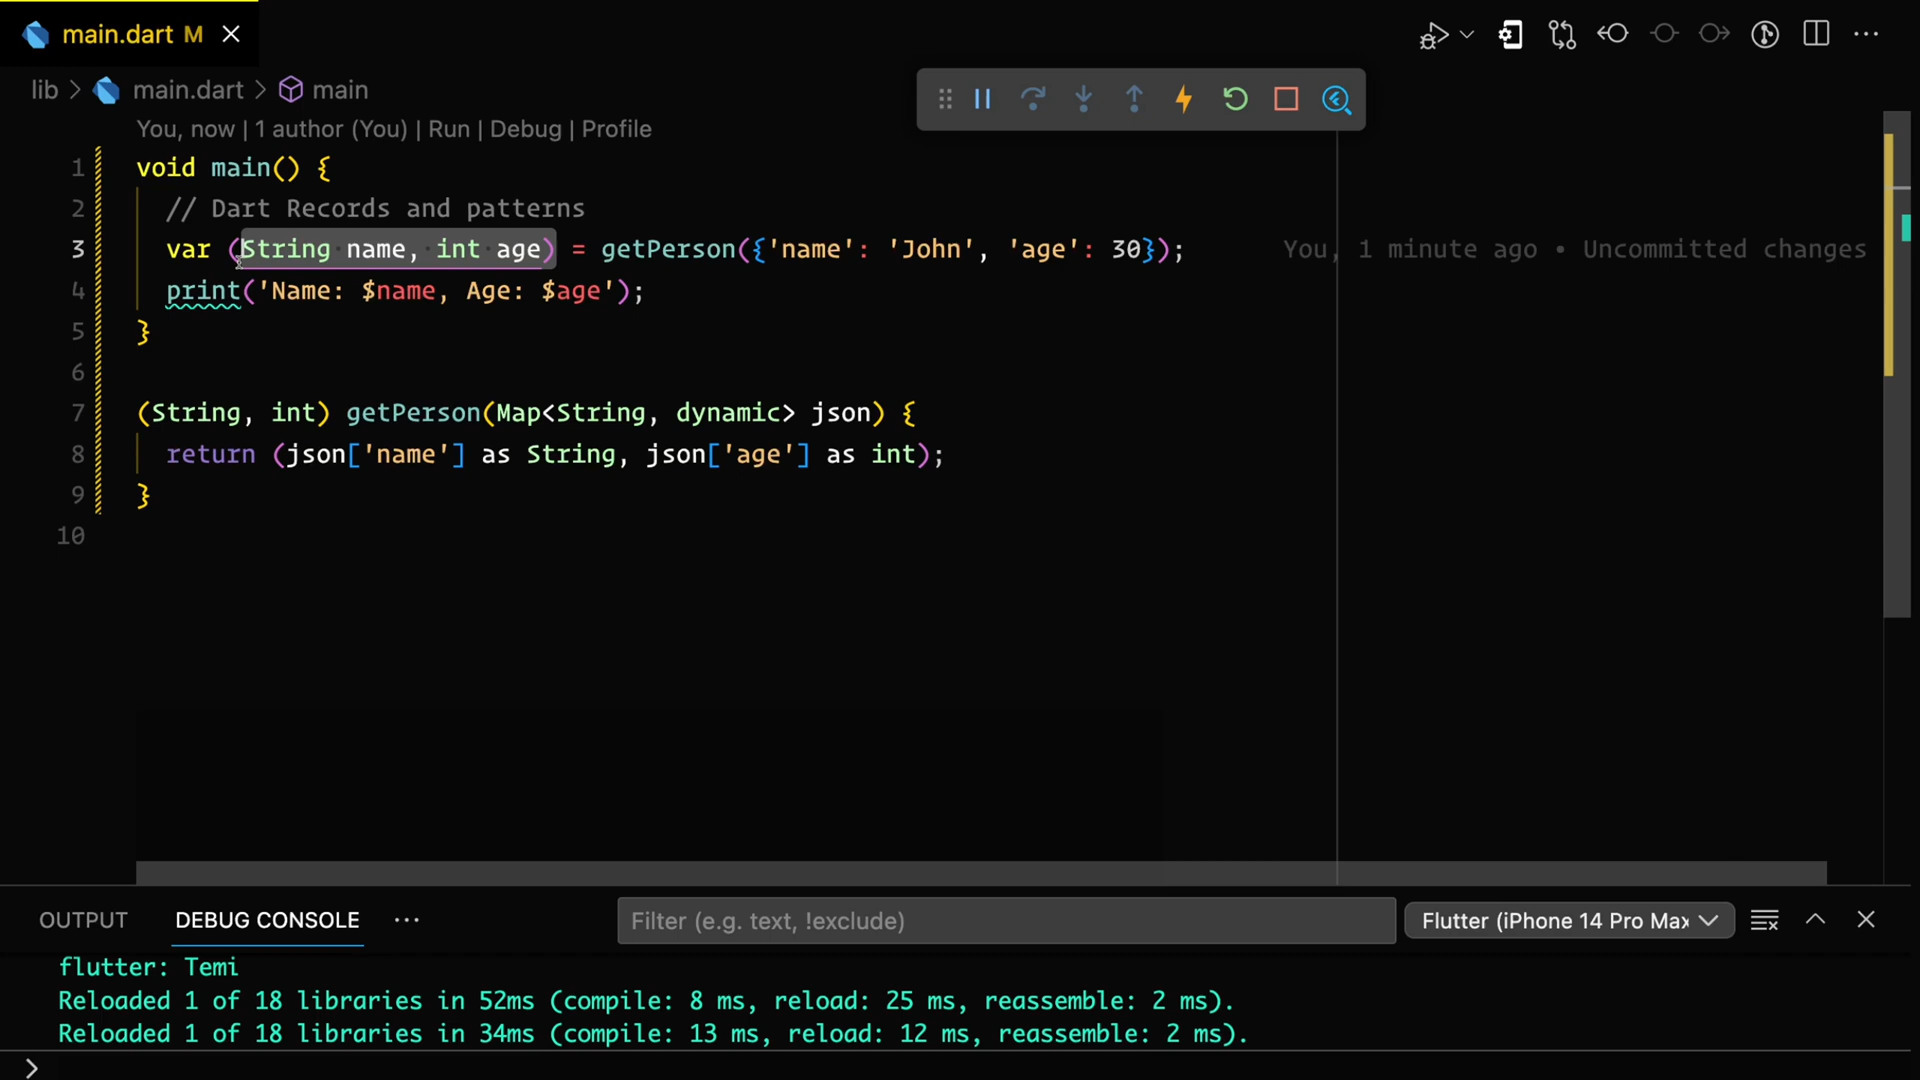 main.dart M
lib > main.dart > main
You, now | 1 author (You) | Run | Debug | Profile
1 void main() {
2 // Dart Records and patterns
3 var (String name, int age) = getPerson({'name': 'John', 'age': 30}); You, 1 minute ago • Uncommitted changes
4 print('Name: $name, Age: $age');
5 }
6
7 (String, int) getPerson(Map<String, dynamic> json) {
8 return (json['name'] as String, json['age'] as int);
9 }
10
OUTPUT DEBUG CONSOLE ··· Filter (e.g. text, !exclude) Flutter (iPhone 14 Pro Max
flutter: Temi
Reloaded 1 of 18 libraries in 52ms (compile: 8 ms, reload: 25 ms, reassemble: 2 ms).
Reloaded 1 of 18 libraries in 34ms (compile: 13 ms, reload: 12 ms, reassemble: 2 ms).
>